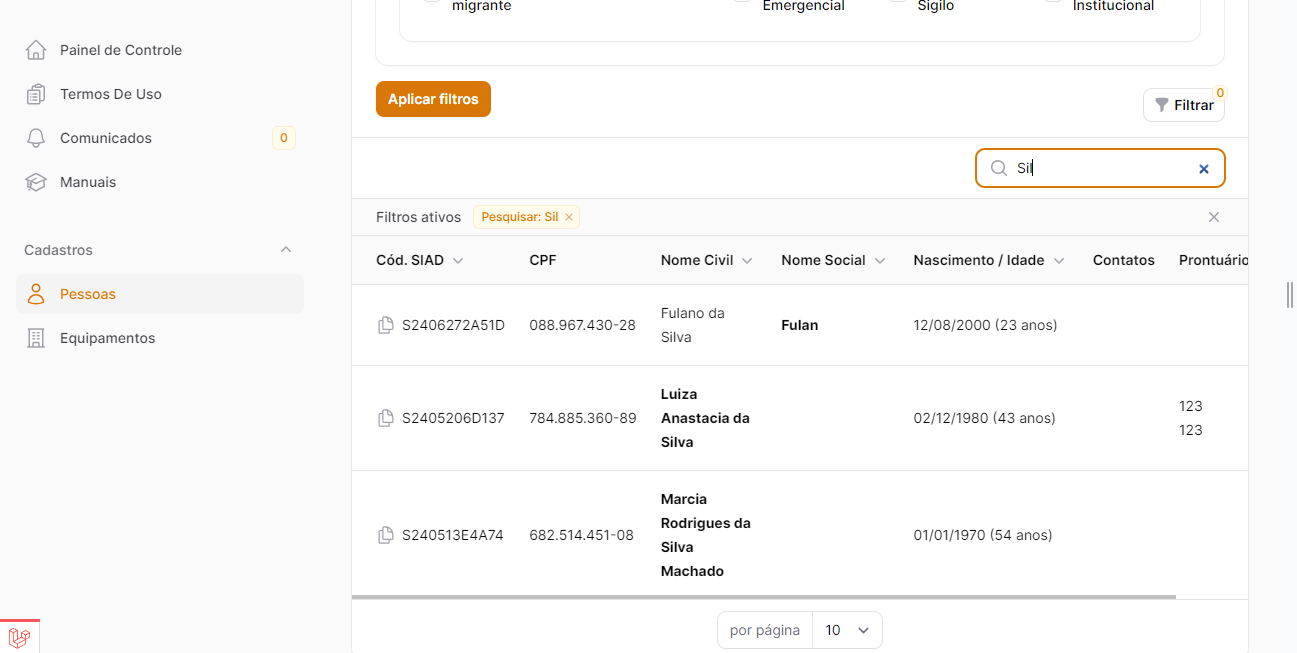 migrante
Emergencial
Sigilo
Institucional
Painel de Controle
Termos De Uso
Comunicados 0
Manuais
Cadastros
Pessoas
Equipamentos
Aplicar filtros
Filtrar 0
Sil
Filtros ativos Pesquisar: Sil
Cód. SIAD CPF Nome Civil Nome Social Nascimento / Idade Contatos Prontuário
S2406272A51D 088.967.430-28 Fulano da Fulan 12/08/2000 (23 anos)
Silva
Luiza
S2405206D137 784.885.360-89 Anastacia da 02/12/1980 (43 anos) 123
Silva 123
Marcia
Rodrigues da
S240513E4A74 682.514.451-08 Silva 01/01/1970 (54 anos)
Machado
por página 10